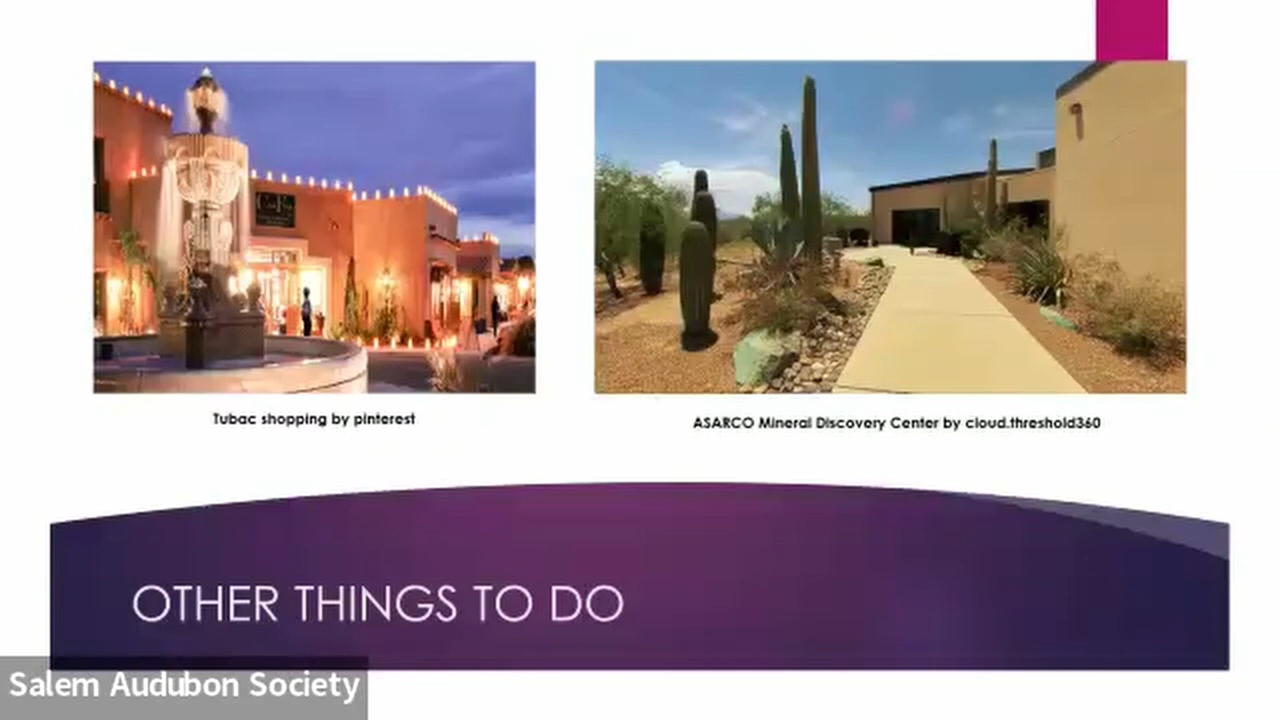 Tubac shopping by pinterest
ASARCO Mineral Discovery Center by cloud.threshold360
OTHER THINGS TO DO
Salem Audubon Society